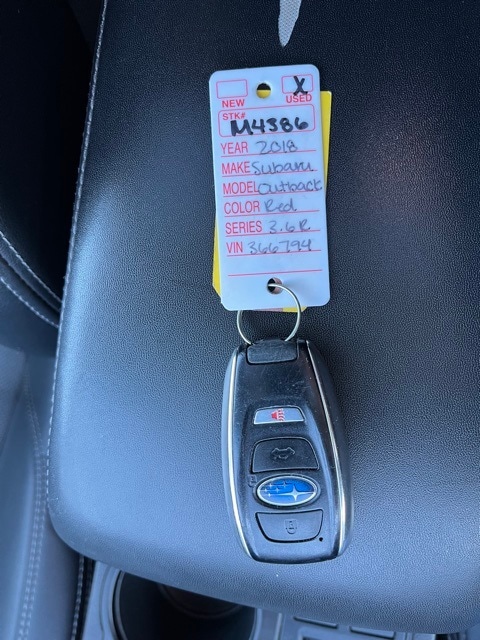 X
NEW USED
STK# M4386
YEAR 2018
MAKE Subaru
MODEL Outback
COLOR Red
SERIES 3.6R
VIN 366794